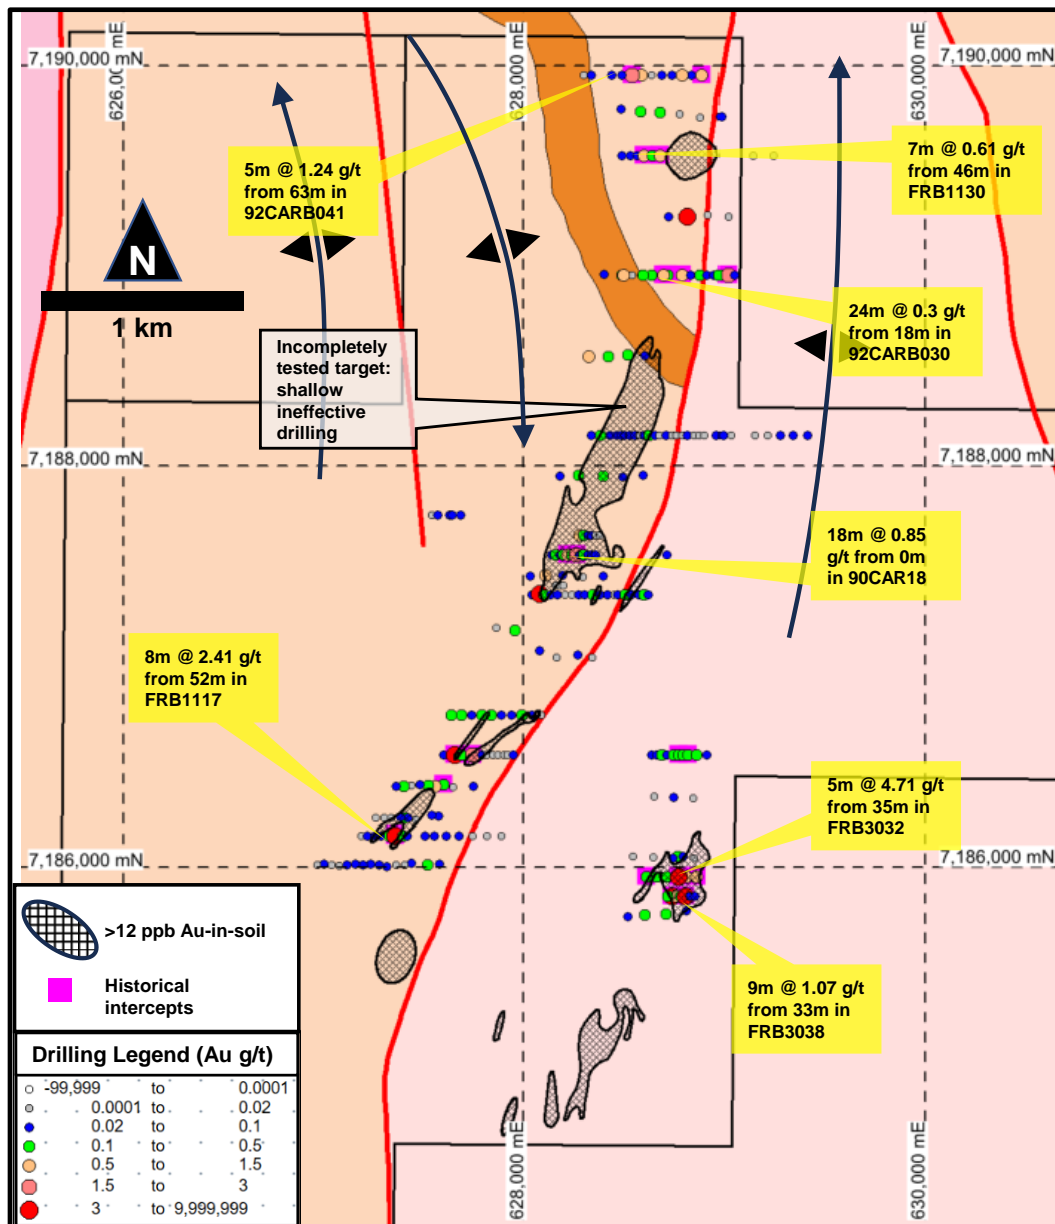 626,000 mE
628,000 mE
630,000 mE
7,190,000 mN
7,190,000 mN
5m @ 1.24 g/t
from 63m in
92CARB041
7m @ 0.61 g/t
from 46m in
FRB1130
N
1 km
24m @ 0.3 g/t
from 18m in
92CARB030
Incompletely
tested target:
shallow
ineffective
drilling
7,188,000 mN
7,188,000 mN
18m @ 0.85
g/t from 0m
in 90CAR18
8m @ 2.41 g/t
from 52m in
FRB1117
5m @ 4.71 g/t
from 35m in
FRB3032
7,186,000 mN
7,186,000 mN
9m @ 1.07 g/t
from 33m in
FRB3038
>12 ppb Au-in-soil
Historical
intercepts
Drilling Legend (Au g/t)
-99,999 to 0.0001
0.0001 to 0.02
0.02 to 0.1
0.1 to 0.5
0.5 to 1.5
1.5 to 3
3 to 9,999,999
628,000 mE
630,000 mE